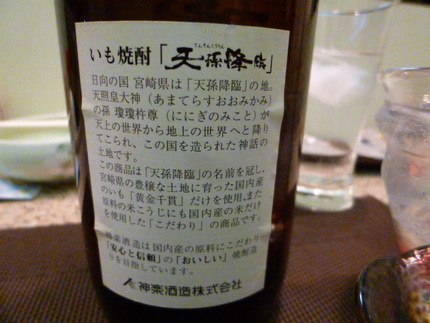 てんそんこうりん
いも焼酎「天孫降臨」
日向の国 宮崎県は「天孫降臨」の地。
天照皇大神（あまてらすおおみかみ）
の孫 瓊瓊杵尊（ににぎのみこと）が
天上の世界から地上の世界へと降り
てこられ、この国を造られた神話の
土地です。
この商品は「天孫降臨」の名前を冠し、
宮崎県の豊穣な土地に育った国内産
のいも「黄金千貫」だけを使用、また
原料の米こうじにも国内産の米だけ
を使用した「こだわり」の商品です。
神楽酒造は国内産の原料にこだわり
「安心と信頼」の「おいしい」焼酎造
りを目指しています。
神楽酒造株式会社